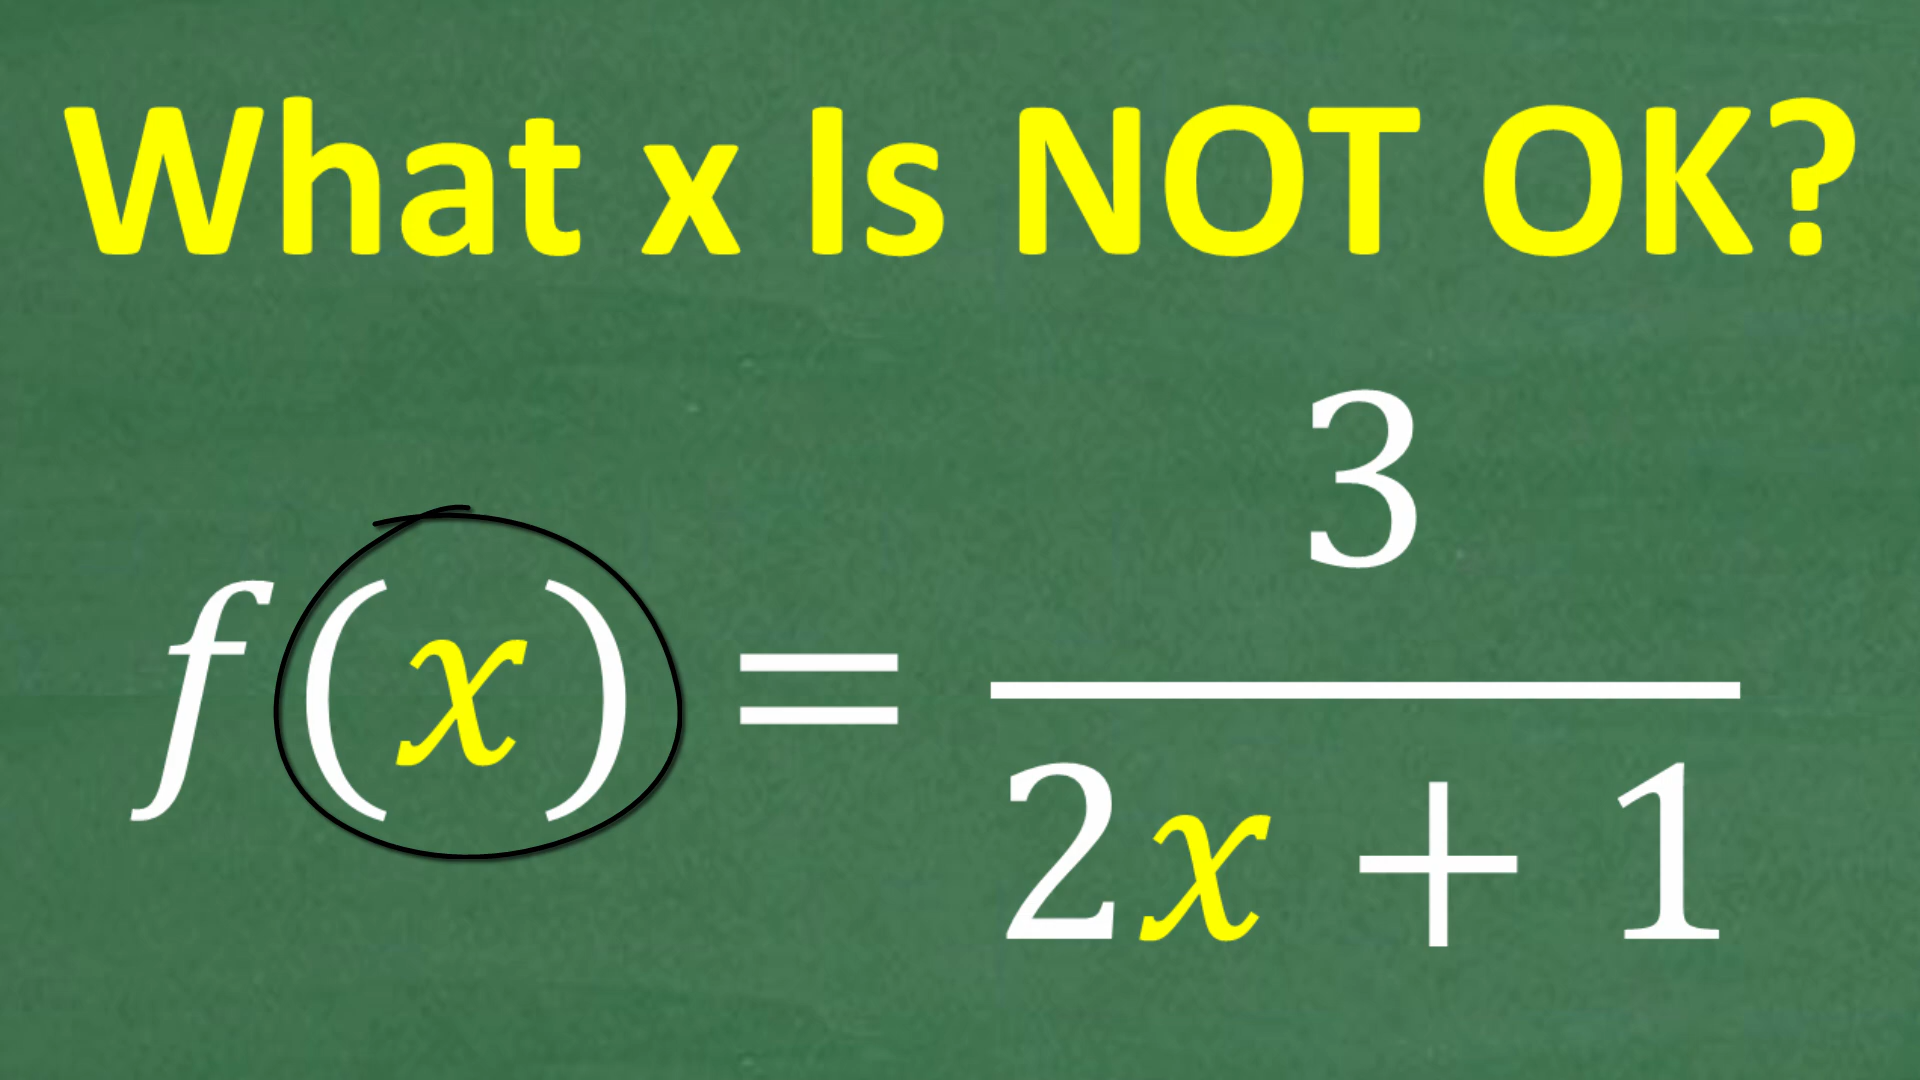 What x Is NOT OK?
f(x) = 3/(2x + 1)